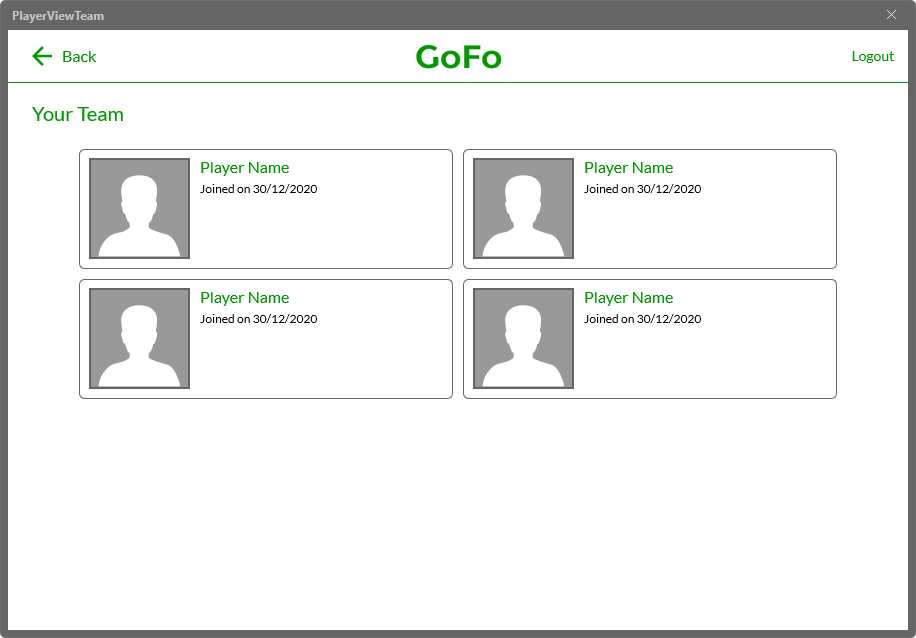 PlayerViewTeam
Back
GoFo
Logout
Your Team
Player Name
Joined on 30/12/2020
Player Name
Joined on 30/12/2020
Player Name
Joined on 30/12/2020
Player Name
Joined on 30/12/2020